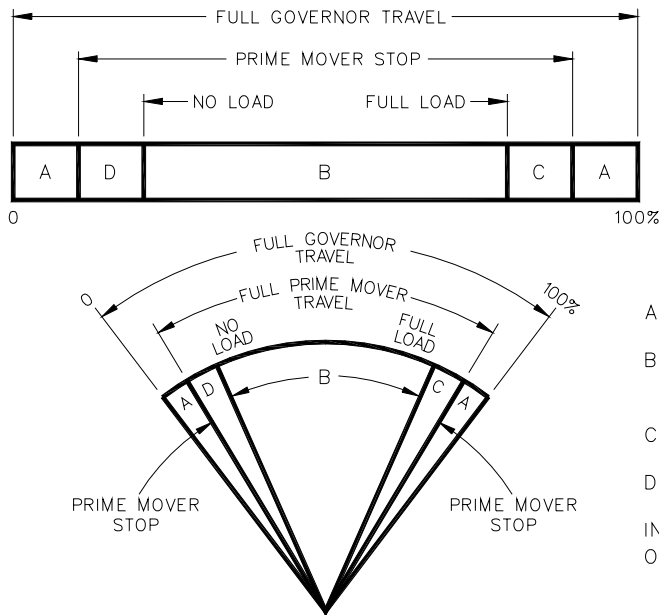 FULL GOVERNOR TRAVEL
PRIME MOVER STOP
NO LOAD
FULL LOAD
A
D
B
C
A
0
100%
FULL GOVERNOR
TRAVEL
0
FULL PRIME MOVER
TRAVEL
100%
NO
LOAD
FULL
LOAD
A
D
B
C
A
PRIME MOVER
STOP
PRIME MOVER
STOP
A
B
C
D
IN
O